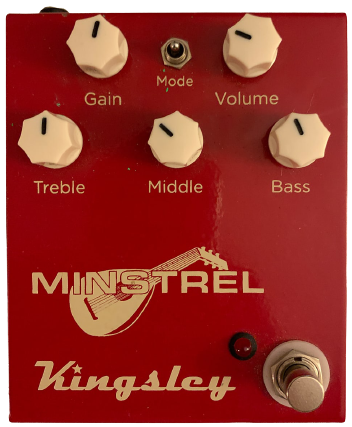 Gain
Mode
Volume
Treble
Middle
Bass
MINSTREL
Kingsley